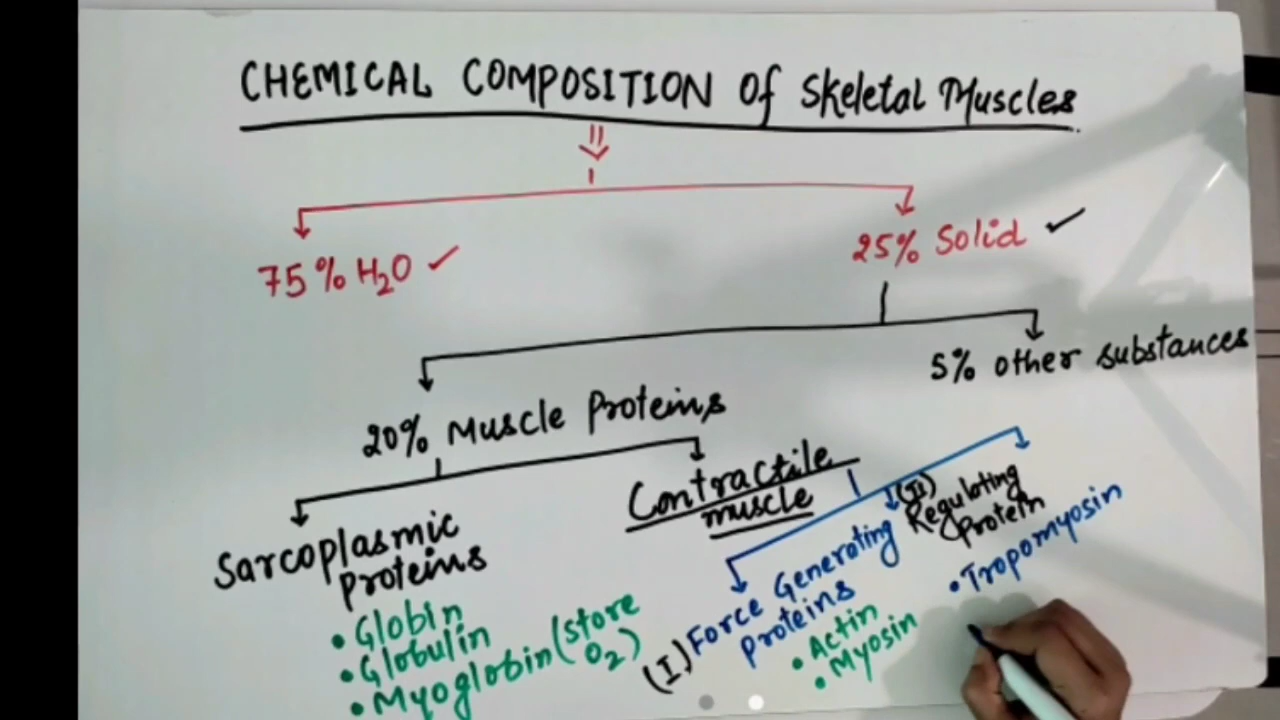 CHEMICAL COMPOSITION Of Skeletal Muscles
75% H₂O ✓
25% Solid ✓
20% Muscle Proteins
5% other substances
Sarcoplasmic
proteins
• Globin
• Globulin
• Myoglobin (store
O₂)
Contractile
muscle
(I) Force Generating
proteins
• Actin
• Myosin
(II)
Regulating
Protein
• Tropomyosin